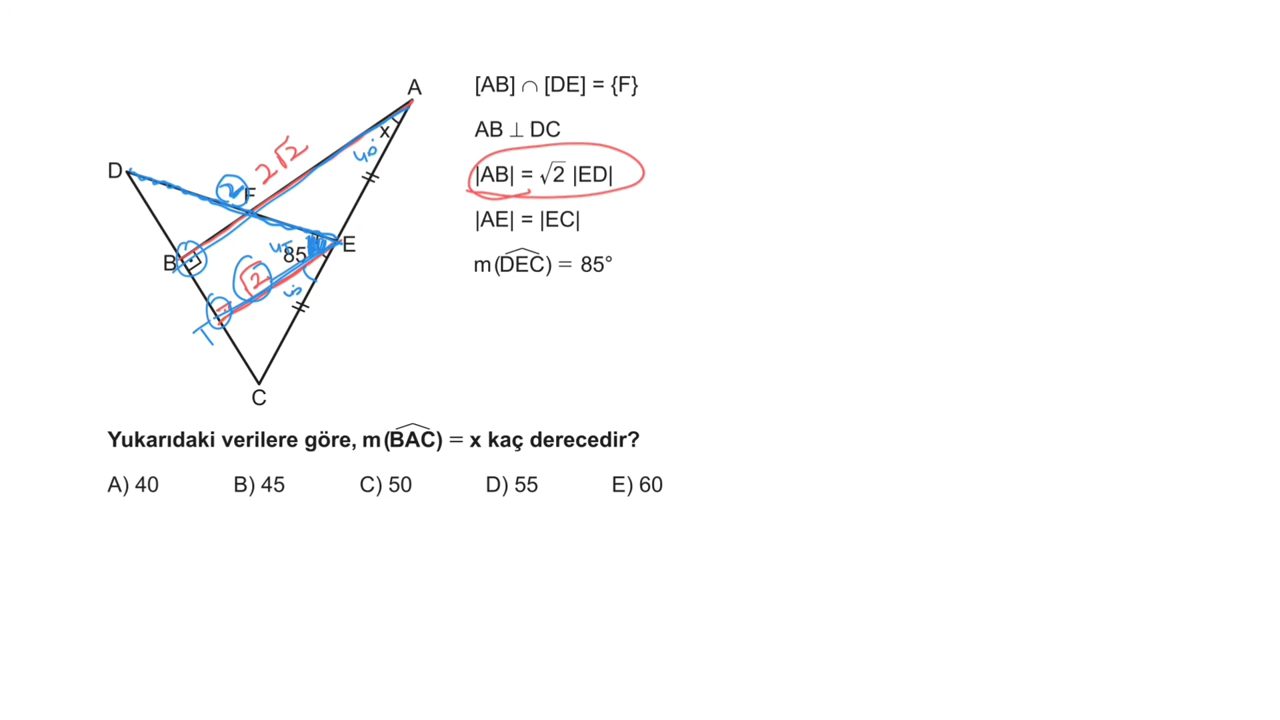 A
[AB] ∩ [DE] = {F}
x
40°
AB ⊥ DC
2√2
D
2
F
|AB| = √2 |ED|
|AE| = |EC|
45
85
E
B
m(DEC) = 85°
√2
T
C
Yukarıdaki verilere göre, m(BAC) = x kaç derecedir?
A) 40 B) 45 C) 50 D) 55 E) 60